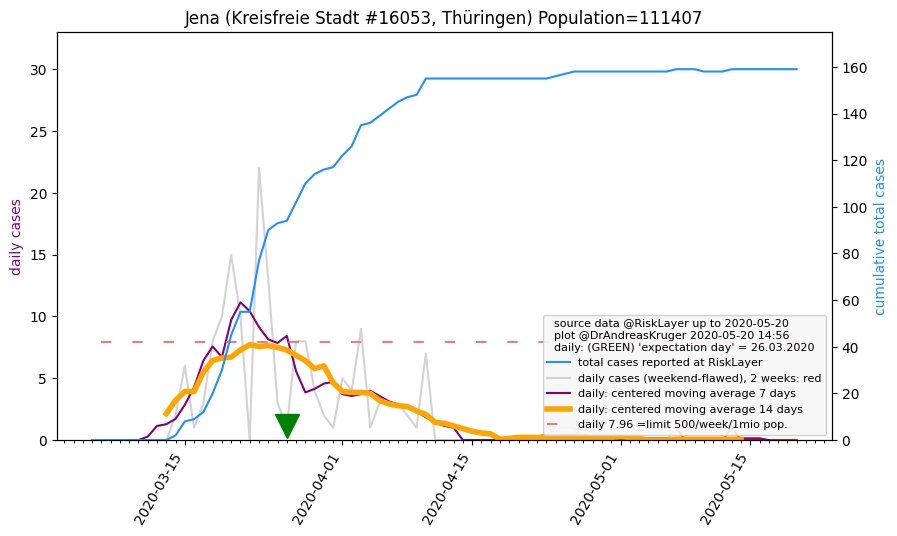 Jena (Kreisfreie Stadt #16053, Thüringen) Population=111407
daily cases
30
25
20
15
10
5
0
cumulative total cases
160
140
120
100
80
60
40
20
0
source data @RiskLayer up to 2020-05-20
plot @DrAndreasKruger 2020-05-20 14:56
daily: (GREEN) 'expectation day' = 26.03.2020
total cases reported at RiskLayer
daily cases (weekend-flawed), 2 weeks: red
daily: centered moving average 7 days
daily: centered moving average 14 days
daily 7.96 =limit 500/week/1mio pop.
2020-03-15
2020-04-01
2020-04-15
2020-05-01
2020-05-15